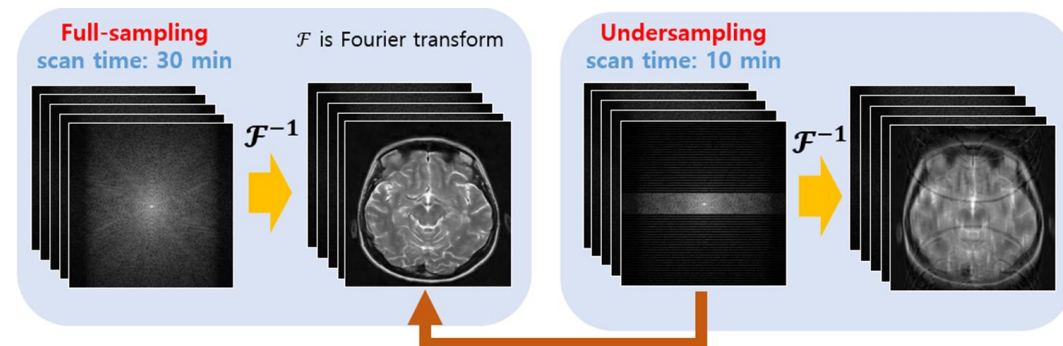 Full-sampling
scan time: 30 min
ℱ is Fourier transform
ℱ⁻¹
Undersampling
scan time: 10 min
ℱ⁻¹